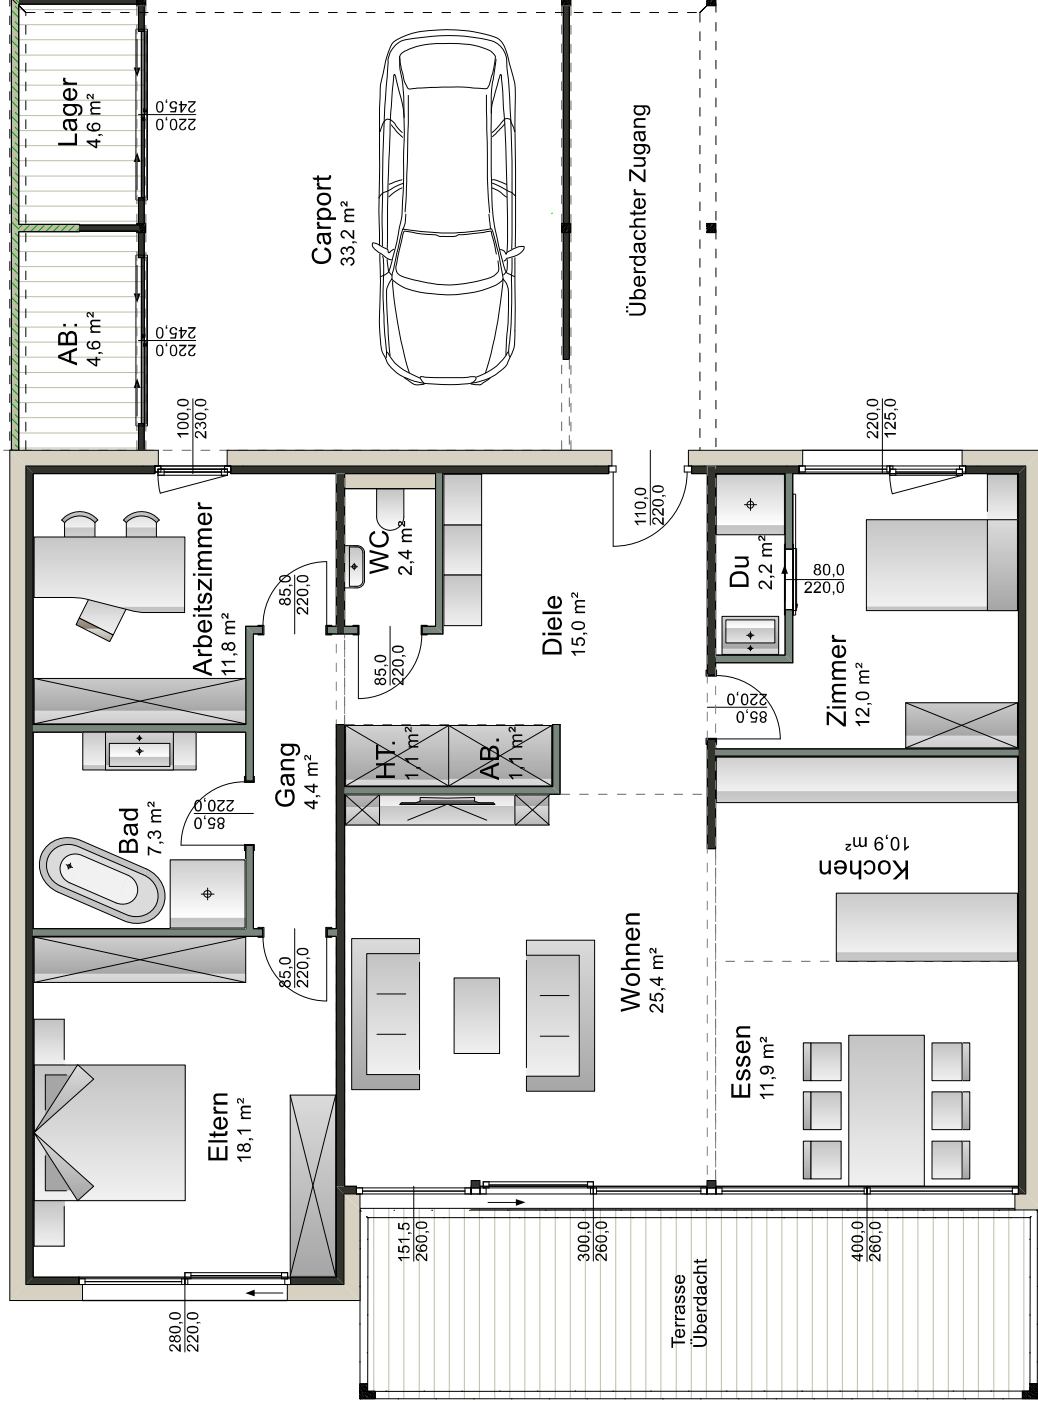 Lager
4,6 m²
245,0
220,0
Carport
33,2 m²
Überdachter Zugang
AB:
4,6 m²
245,0
220,0
100,0
230,0
220,0
125,0
110,0
220,0
Arbeitszimmer
11,8 m²
85,0
220,0
WC
2,4 m²
85,0
220,0
Diele
15,0 m²
Du
2,2 m²
80,0
220,0
Zimmer
12,0 m²
85,0
220,0
Gang
4,4 m²
HT.
1,1 m²
AB.
1,1 m²
Bad
7,3 m²
85,0
220,0
Kochen
10,9 m²
85,0
220,0
Wohnen
25,4 m²
Essen
11,9 m²
Eltern
18,1 m²
151,5
260,0
300,0
260,0
400,0
260,0
280,0
220,0
Terrasse
Überdacht